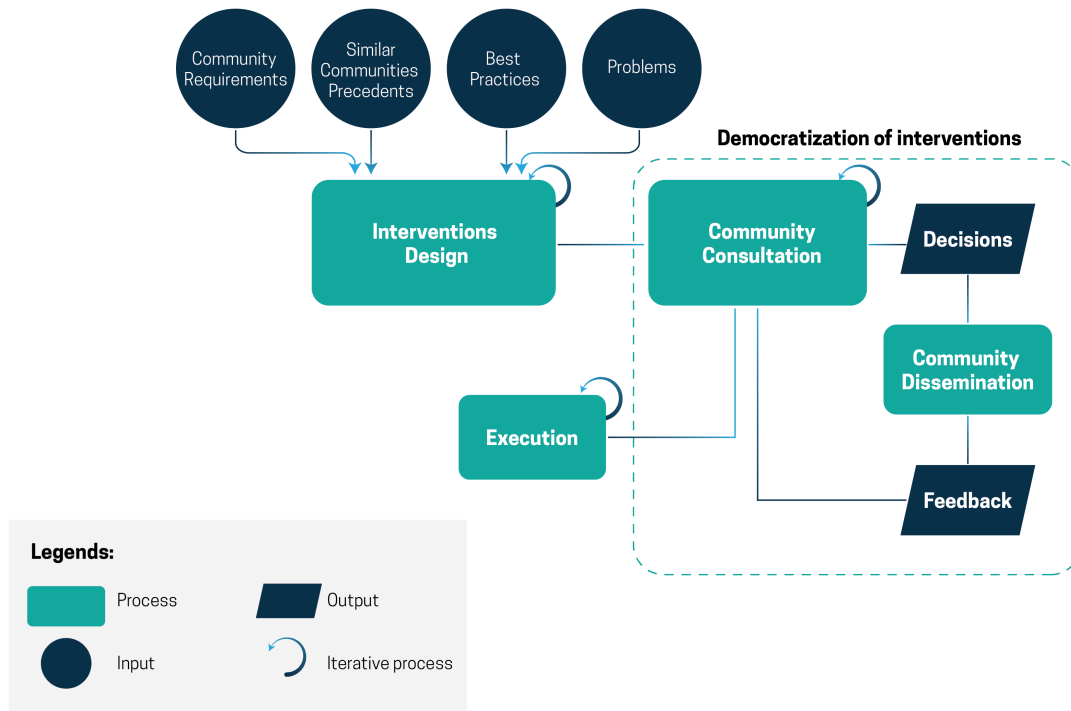 Community
Requirements
Similar
Communities
Precedents
Best
Practices
Problems
Democratization of interventions
Interventions
Design
Community
Consultation
Decisions
Community
Dissemination
Execution
Feedback
Legends:
Process
Output
Input
Iterative process